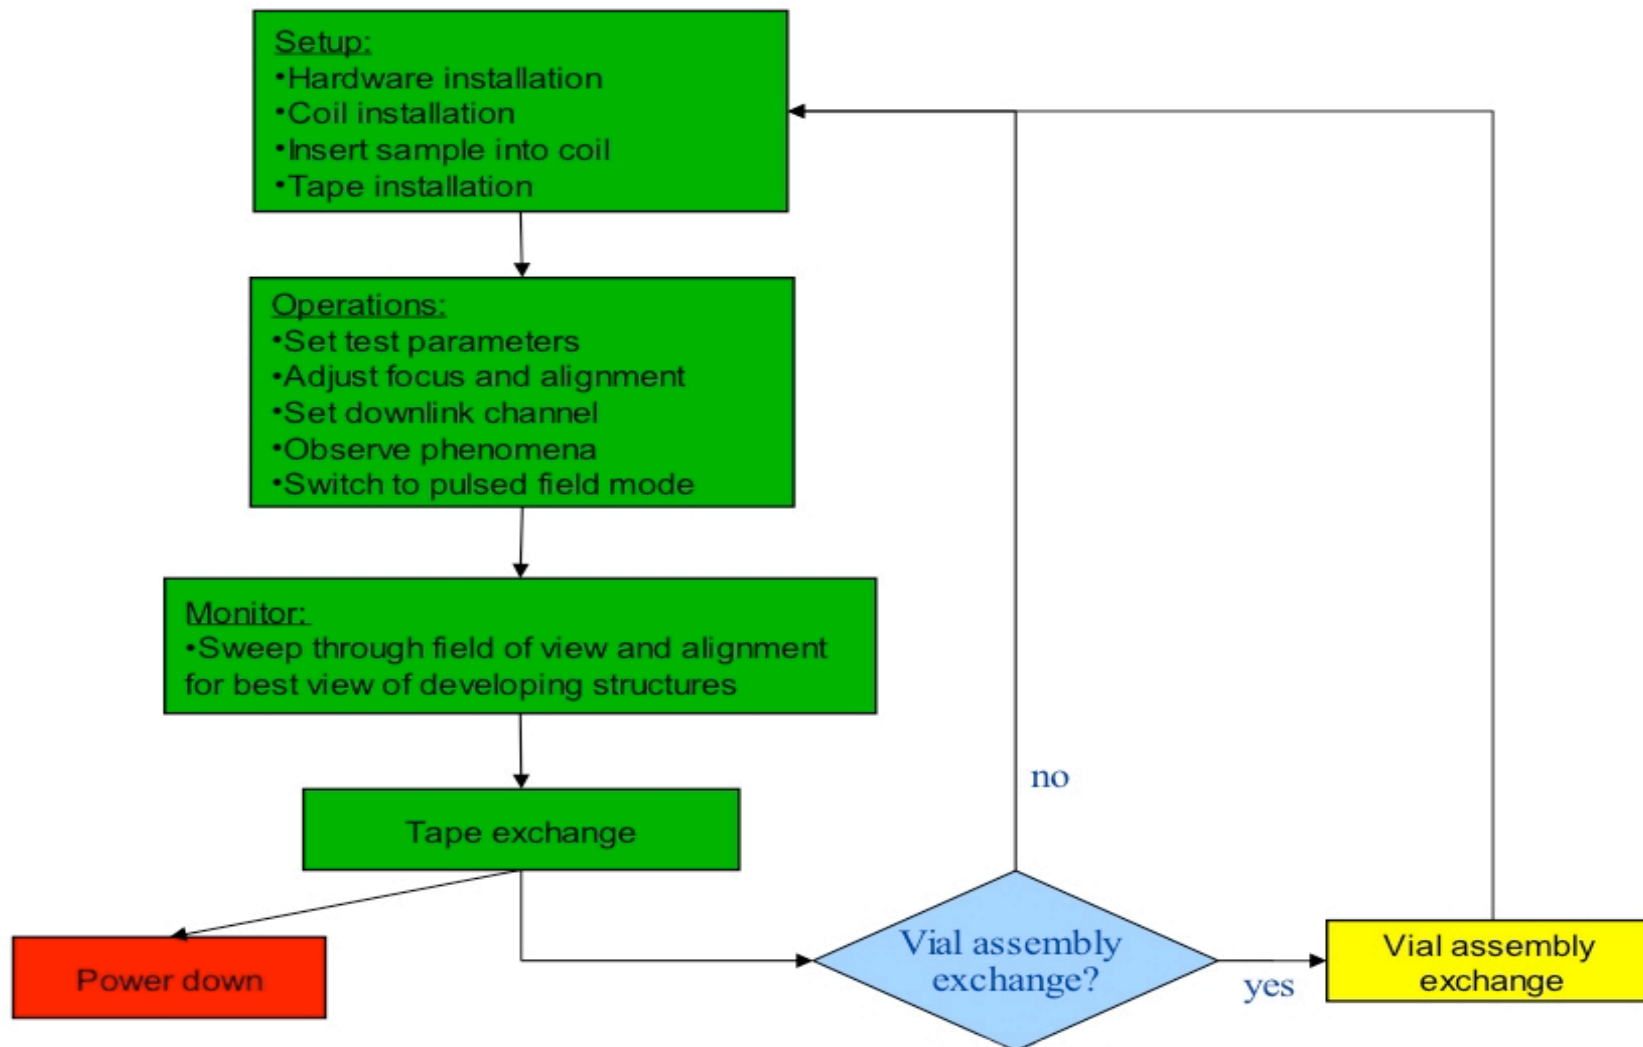 Setup:
•Hardware installation
•Coil installation
•Insert sample into coil
•Tape installation
Operations:
•Set test parameters
•Adjust focus and alignment
•Set downlink channel
•Observe phenomena
•Switch to pulsed field mode
Monitor:
•Sweep through field of view and alignment
for best view of developing structures
Tape exchange
no
Power down
Vial assembly
exchange?
yes
Vial assembly
exchange